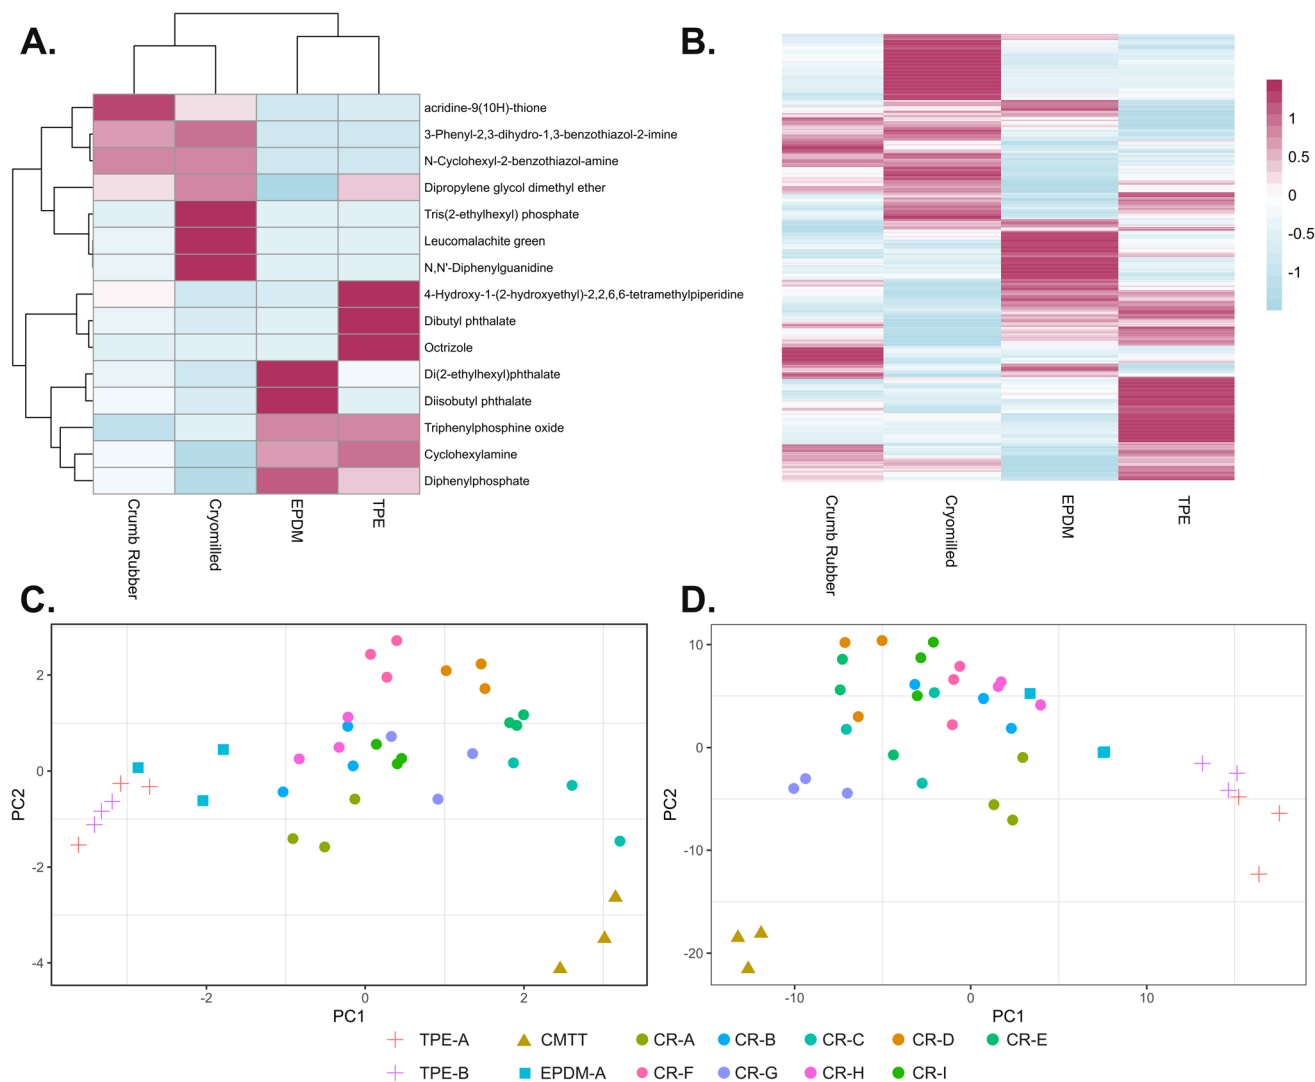 A.
B.
acridine-9(10H)-thione
3-Phenyl-2,3-dihydro-1,3-benzothiazol-2-imine
N-Cyclohexyl-2-benzothiazol-amine
Dipropylene glycol dimethyl ether
Tris(2-ethylhexyl) phosphate
Leucomalachite green
N,N'-Diphenylguanidine
4-Hydroxy-1-(2-hydroxyethyl)-2,2,6,6-tetramethylpiperidine
Dibutyl phthalate
Octrizole
Di(2-ethylhexyl)phthalate
Diisobutyl phthalate
Triphenylphosphine oxide
Cyclohexylamine
Diphenylphosphate
Crumb Rubber
Cryomilled
EPDM
TPE
1
0.5
0
-0.5
-1
Crumb Rubber
Cryomilled
EPDM
TPE
C.
2
0
-2
-4
PC2
-2
0
2
PC1
D.
10
0
-10
-20
PC2
-10
0
10
PC1
TPE-A CMTT CR-A CR-B CR-C CR-D CR-E
TPE-B EPDM-A CR-F CR-G CR-H CR-I